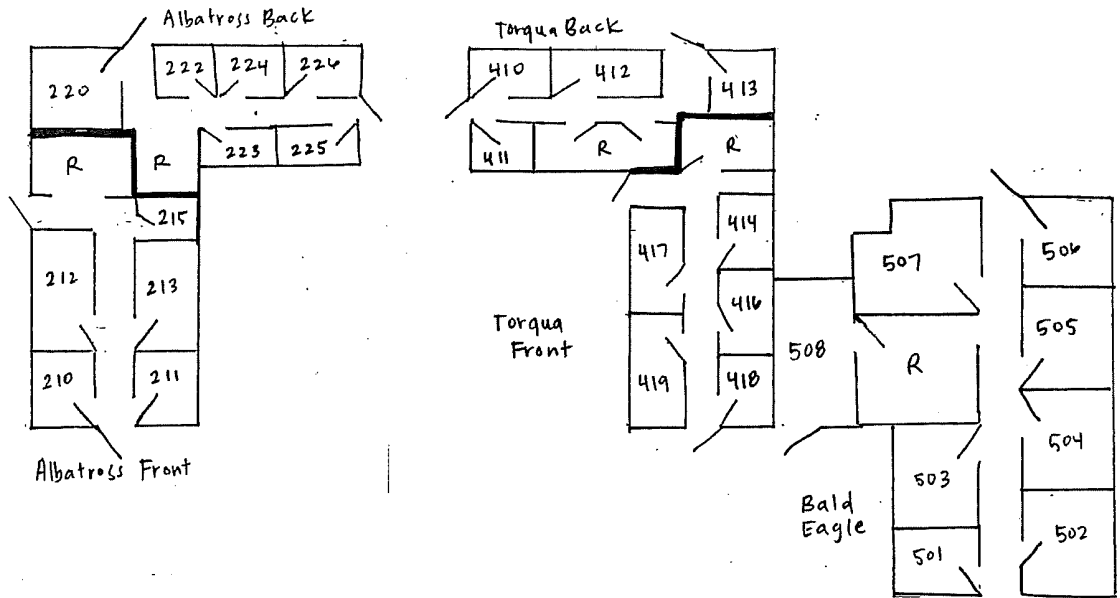 Albatross Back
220
222
224
226
R
R
223
225
215
212
213
210
211
Albatross Front
Torqua Back
410
412
413
411
R
R
417
414
416
419
418
Torqua
Front
507
506
508
R
505
503
504
501
502
Bald
Eagle